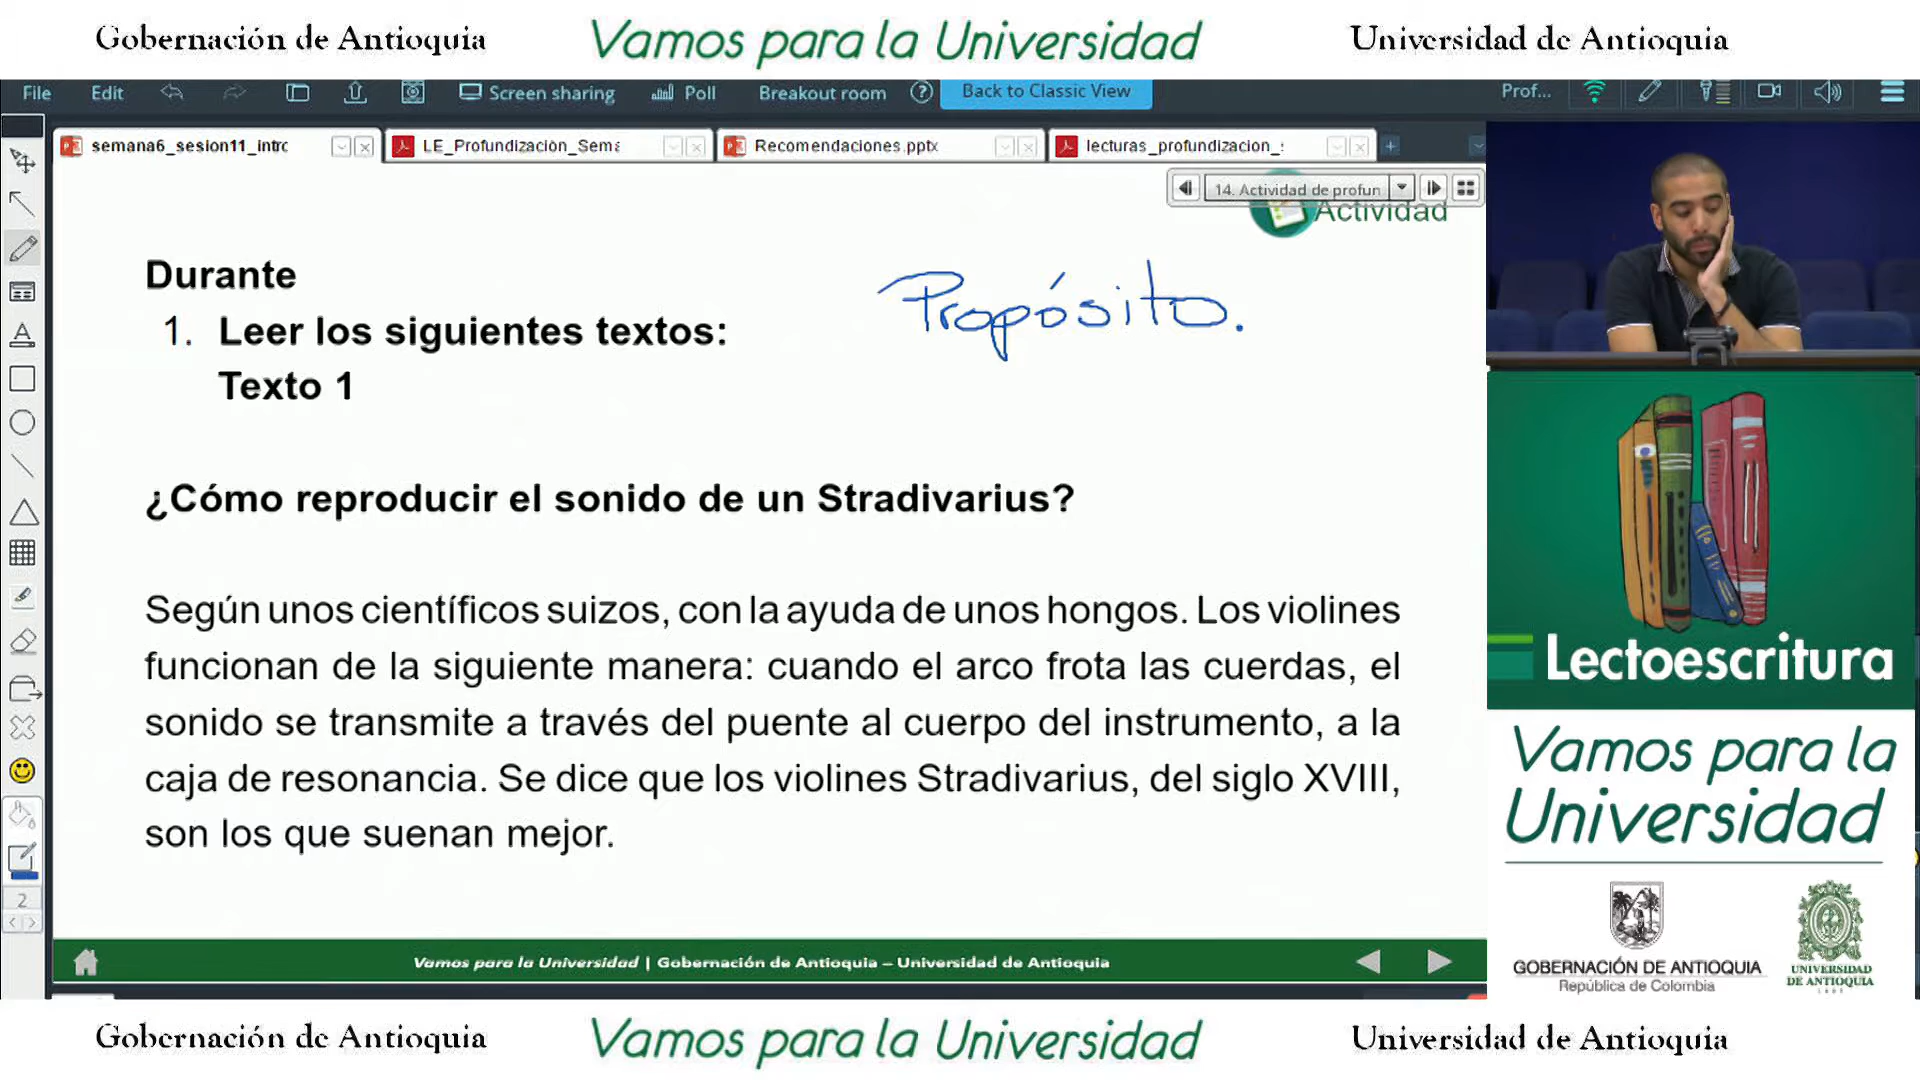 Gobernación de Antioquia
Vamos para la Universidad
Universidad de Antioquia
File
Edit
Screen sharing
Poll
Breakout room
?
Back to Classic View
Prof...
semana6_sesion11_intro
LE_Profundización_Sema
Recomendaciones.pptx
lecturas_profundizacion_s
14. Actividad de profun
Actividad
Durante
Propósito.
1. Leer los siguientes textos:
Texto 1
¿Cómo reproducir el sonido de un Stradivarius?
Según unos científicos suizos, con la ayuda de unos hongos. Los violines
funcionan de la siguiente manera: cuando el arco frota las cuerdas, el
sonido se transmite a través del puente al cuerpo del instrumento, a la
caja de resonancia. Se dice que los violines Stradivarius, del siglo XVIII,
son los que suenan mejor.
2
Vamos para la Universidad | Gobernación de Antioquia – Universidad de Antioquia
Lectoescritura
Vamos para la
Universidad
GOBERNACIÓN DE ANTIOQUIA
República de Colombia
UNIVERSIDAD
DE ANTIOQUIA
Gobernación de Antioquia
Vamos para la Universidad
Universidad de Antioquia